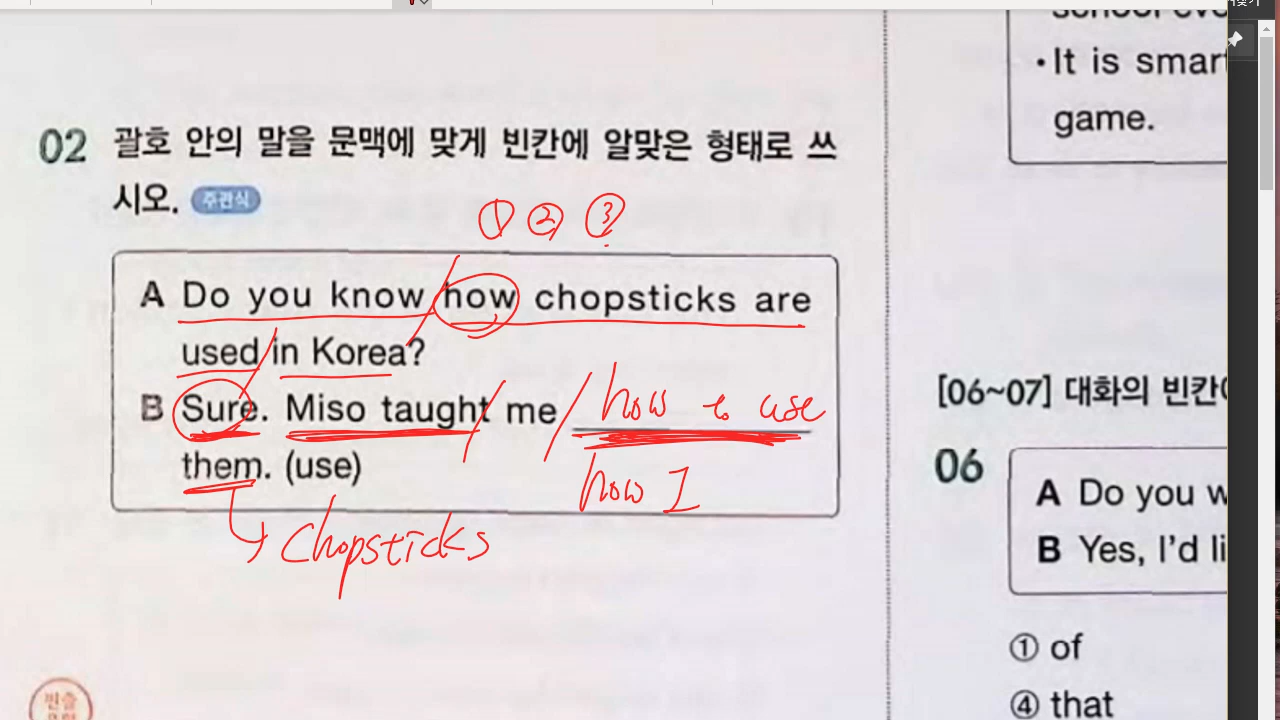 02 괄호 안의 말을 문맥에 맞게 빈칸에 알맞은 형태로 쓰
시오. 주관식
① ② ③
A Do you know how chopsticks are
used in Korea?
B Sure. Miso taught me how to use
them. (use)
how I
chopsticks
• It is smart
game.
[06~07] 대화의 빈칸에
06
A Do you w
B Yes, I'd li
① of
④ that